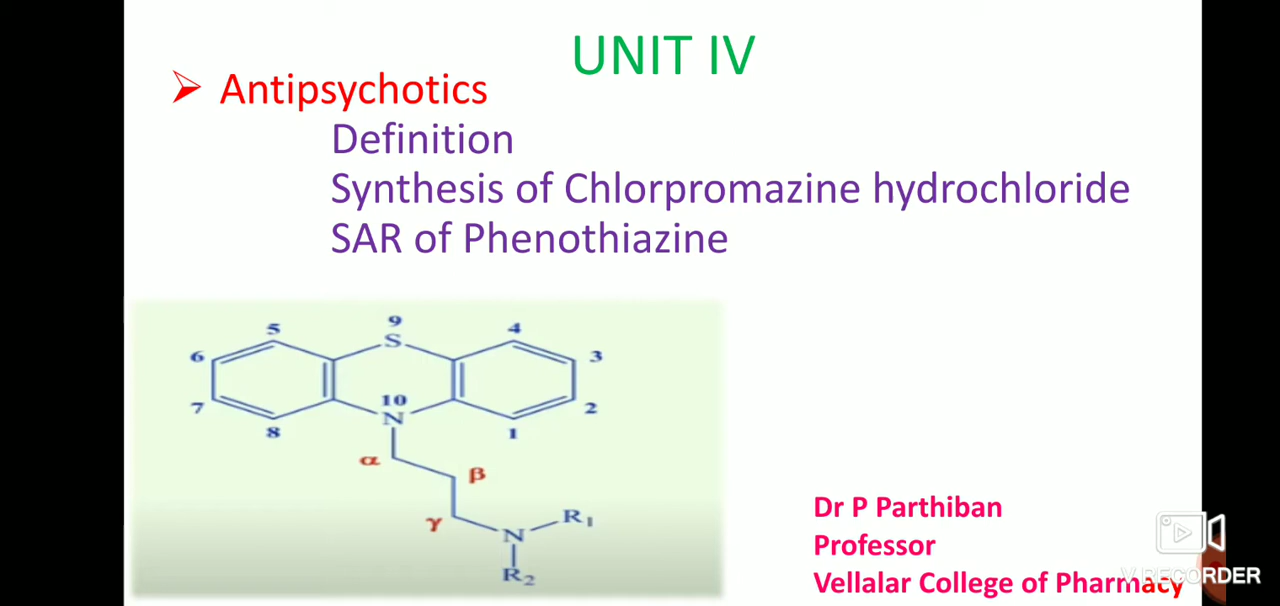 UNIT IV
Antipsychotics
Definition
Synthesis of Chlorpromazine hydrochloride
SAR of Phenothiazine
5 9 4
S
6 3
10
7 N 2
8 1
α β
γ R1
N
R2
Dr P Parthiban
Professor
Vellalar College of Pharmacy
V RECORDER